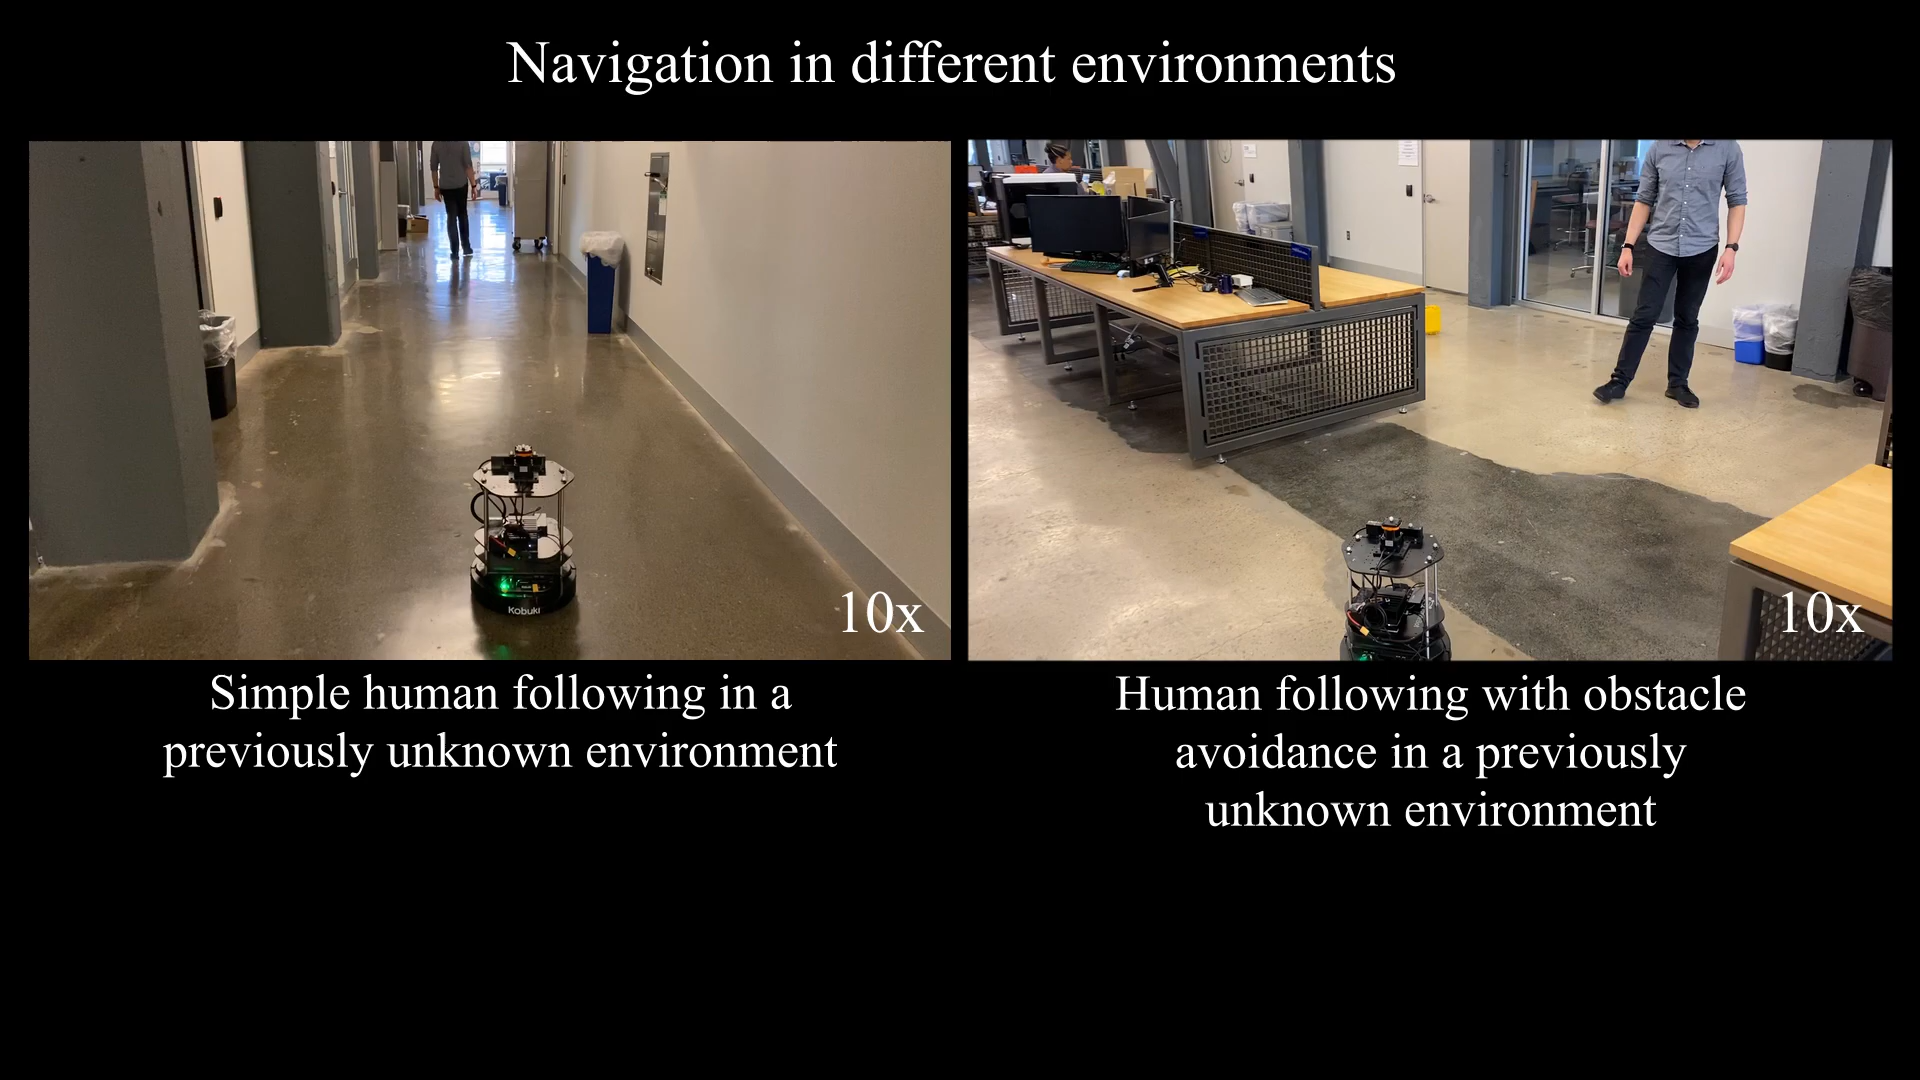 Navigation in different environments
Kobuki
10x
10x
Simple human following in a
previously unknown environment
Human following with obstacle
avoidance in a previously
unknown environment